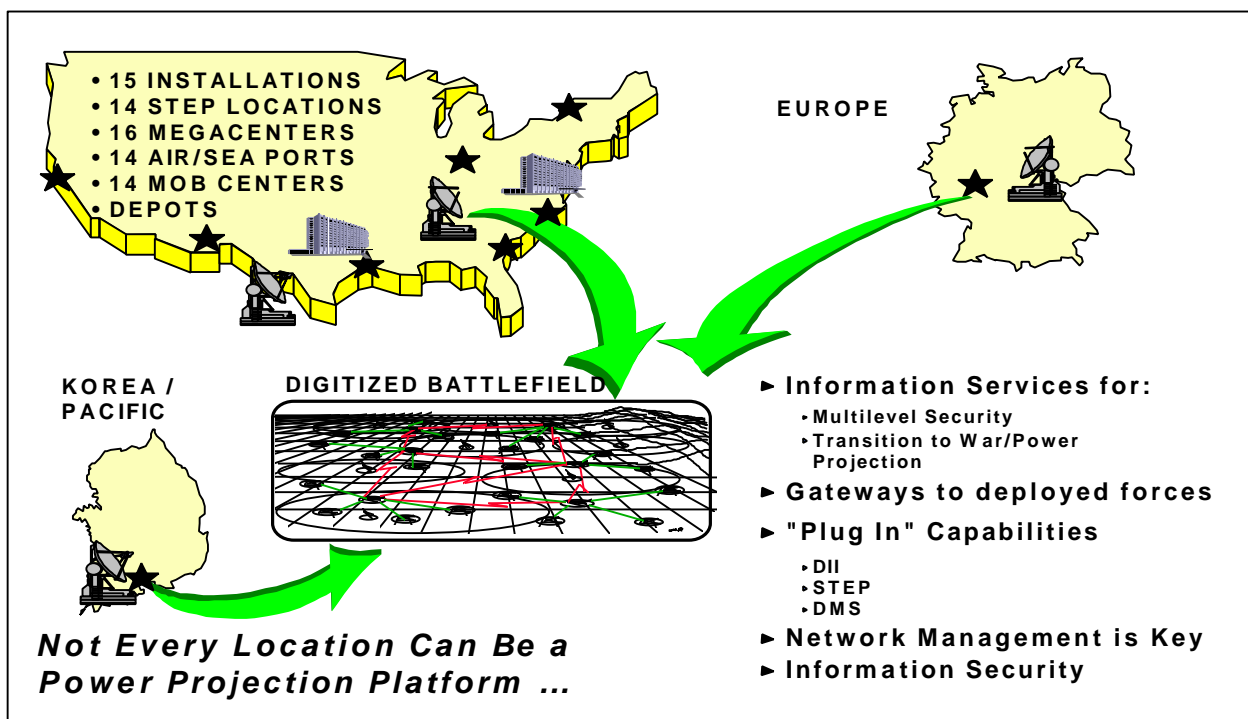 • 15 INSTALLATIONS
• 14 STEP LOCATIONS
• 16 MEGACENTERS
• 14 AIR/SEA PORTS
• 14 MOB CENTERS
• DEPOTS
EUROPE
KOREA /
PACIFIC
DIGITIZED BATTLEFIELD
► Information Services for:
▸ Multilevel Security
▸ Transition to War/Power
Projection
► Gateways to deployed forces
► "Plug In" Capabilities
▸ DII
▸ STEP
▸ DMS
► Network Management is Key
► Information Security
Not Every Location Can Be a
Power Projection Platform ...